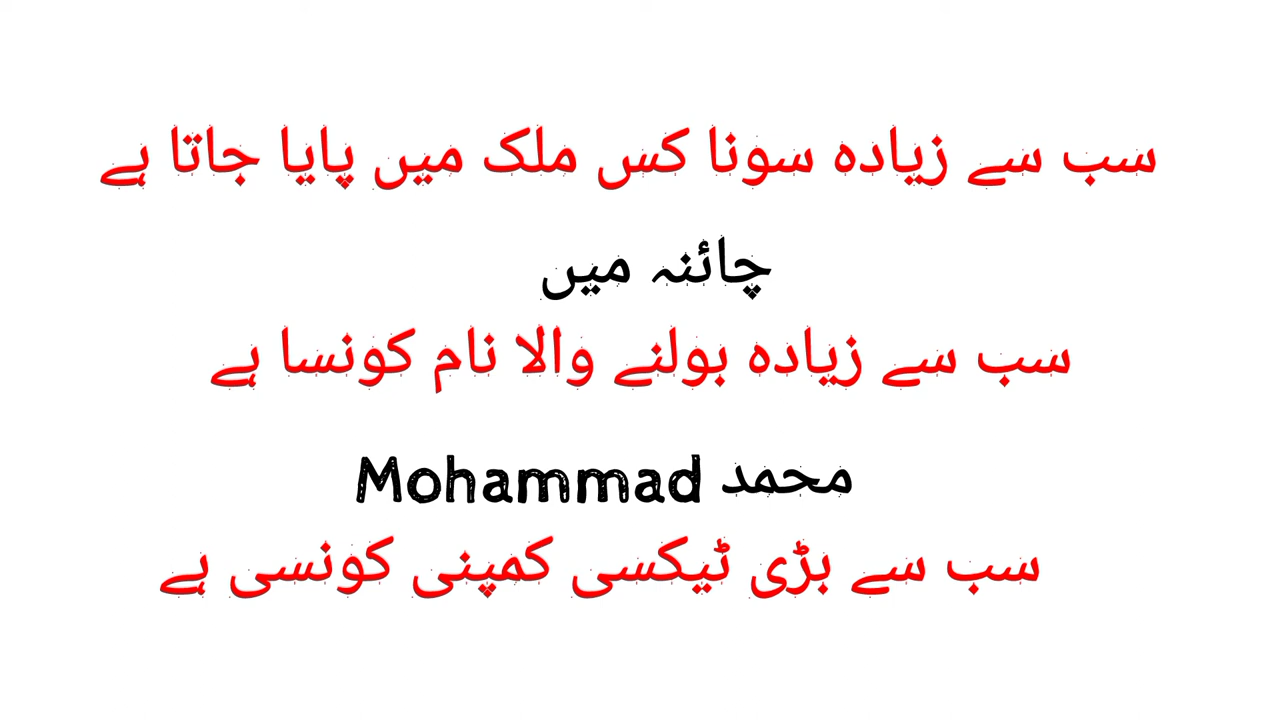 سب سے زیادہ سونا کس ملک میں پایا جاتا ہے
چائنہ میں
سب سے زیادہ بولنے والا نام کونسا ہے
محمد Mohammad
سب سے بڑی ٹیکسی کمپنی کونسی ہے